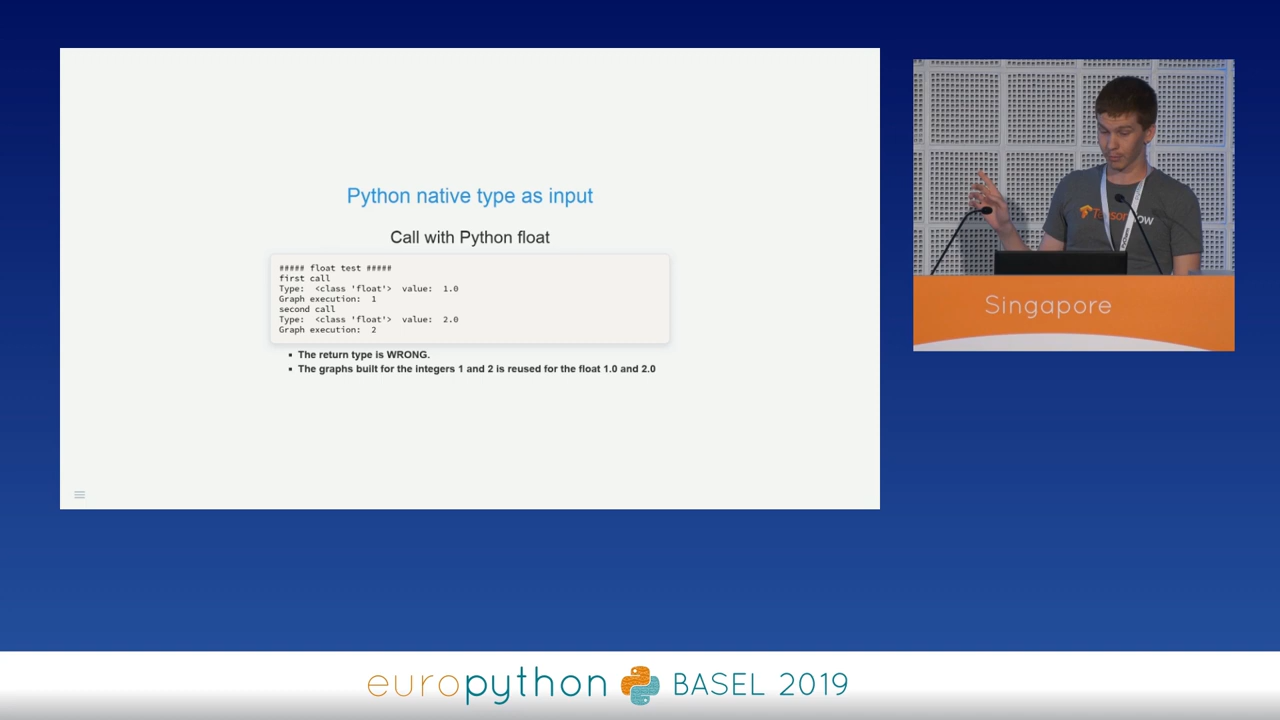 Python native type as input
Call with Python float
##### float test #####
first call
Type:  <class 'float'>  value:  1.0
Graph execution:  1
second call
Type:  <class 'float'>  value:  2.0
Graph execution:  2
The return type is WRONG.
The graphs built for the integers 1 and 2 is reused for the float 1.0 and 2.0
TensorFlow
Singapore
europython BASEL 2019